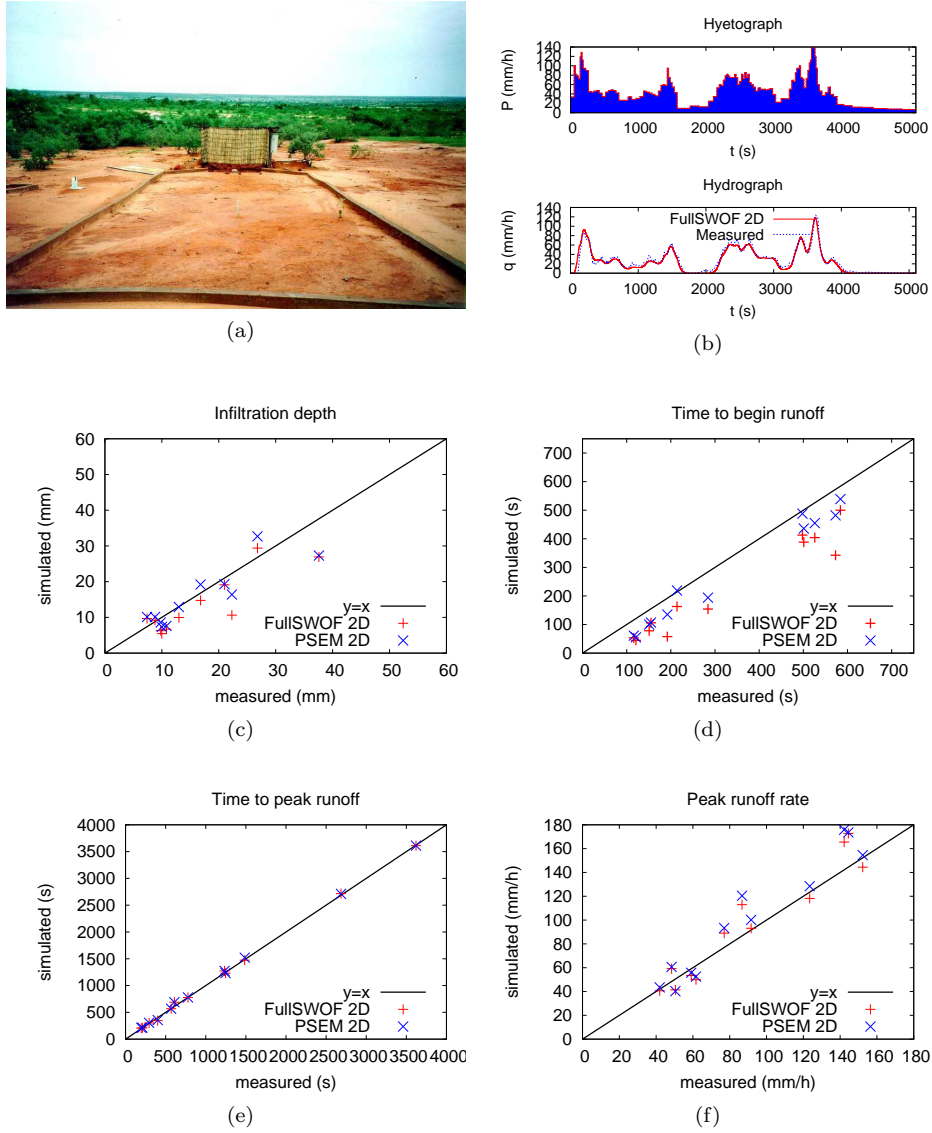 (a)
Hyetograph
P (mm/h)
140
120
100
80
60
40
20
0
0 1000 2000 3000 4000 5000
t (s)
Hydrograph
q (mm/h)
140
120
100
80
60
40
20
0
FullSWOF 2D
Measured
0 1000 2000 3000 4000 5000
t (s)
(b)
Infiltration depth
simulated (mm)
60
50
40
30
20
10
0
y=x
FullSWOF 2D
PSEM 2D
0 10 20 30 40 50 60
measured (mm)
(c)
Time to begin runoff
simulated (s)
700
600
500
400
300
200
100
0
y=x
FullSWOF 2D
PSEM 2D
0 100 200 300 400 500 600 700
measured (s)
(d)
Time to peak runoff
simulated (s)
4000
3500
3000
2500
2000
1500
1000
500
0
y=x
FullSWOF 2D
PSEM 2D
0 500 1000 1500 2000 2500 3000 3500 4000
measured (s)
(e)
Peak runoff rate
simulated (mm/h)
180
160
140
120
100
80
60
40
20
0
y=x
FullSWOF 2D
PSEM 2D
0 20 40 60 80 100 120 140 160 180
measured (mm/h)
(f)